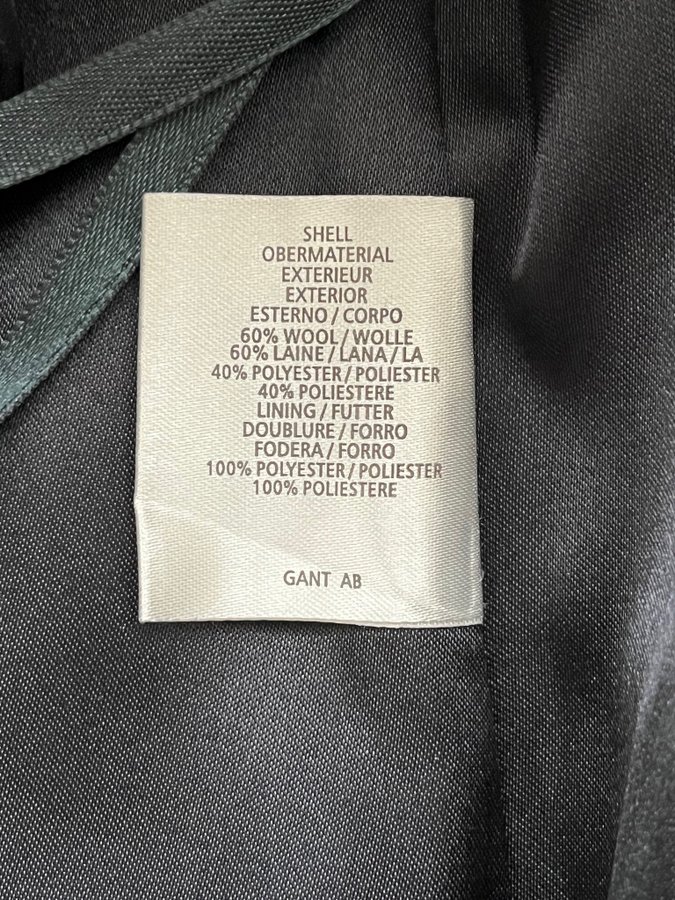 SHELL
OBERMATERIAL
EXTERIEUR
EXTERIOR
ESTERNO / CORPO
60% WOOL / WOLLE
60% LAINE / LANA / LA
40% POLYESTER / POLIESTER
40% POLIESTERE
LINING / FUTTER
DOUBLURE / FORRO
FODERA / FORRO
100% POLYESTER / POLIESTER
100% POLIESTERE
GANT AB